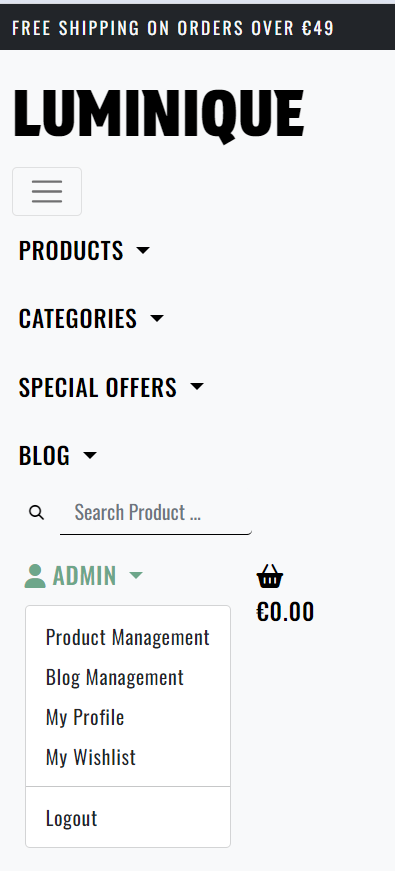 FREE SHIPPING ON ORDERS OVER €49
LUMINIQUE
PRODUCTS
CATEGORIES
SPECIAL OFFERS
BLOG
Search Product ...
ADMIN
€0.00
Product Management
Blog Management
My Profile
My Wishlist
Logout